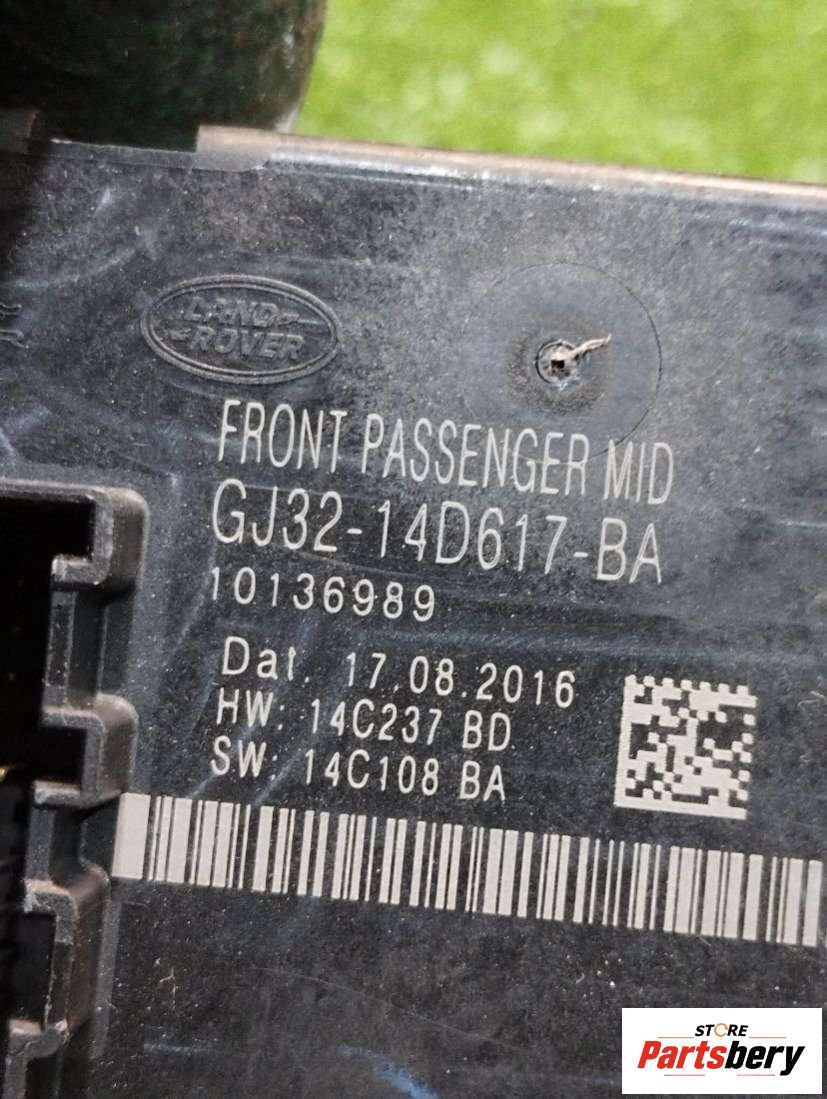 LAND
ROVER
FRONT PASSENGER MID
GJ32-14D617-BA
10136989
Dat. 17.08.2016
HW: 14C237 BD
SW: 14C108 BA
STORE
Partsbery